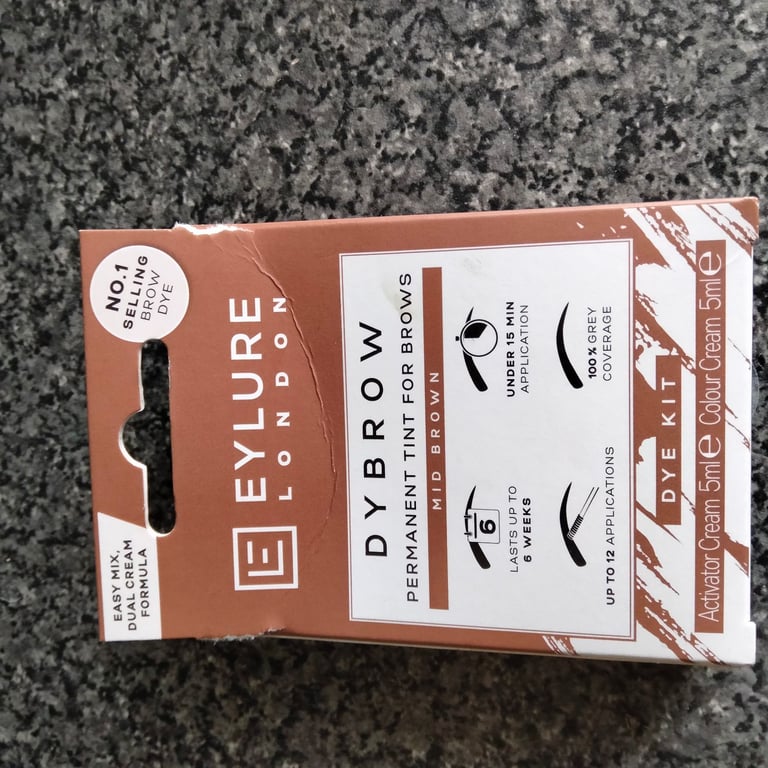 NO.1
SELLING
BROW
DYE
EASY MIX,
DUAL CREAM
FORMULA
EYLURE
LONDON
DYBROW
PERMANENT TINT FOR BROWS
MID BROWN
6
LASTS UP TO
6 WEEKS
UNDER 15 MIN
APPLICATION
UP TO 12 APPLICATIONS
100% GREY
COVERAGE
DYE KIT
Activator Cream 5ml℮ Colour Cream 5ml℮